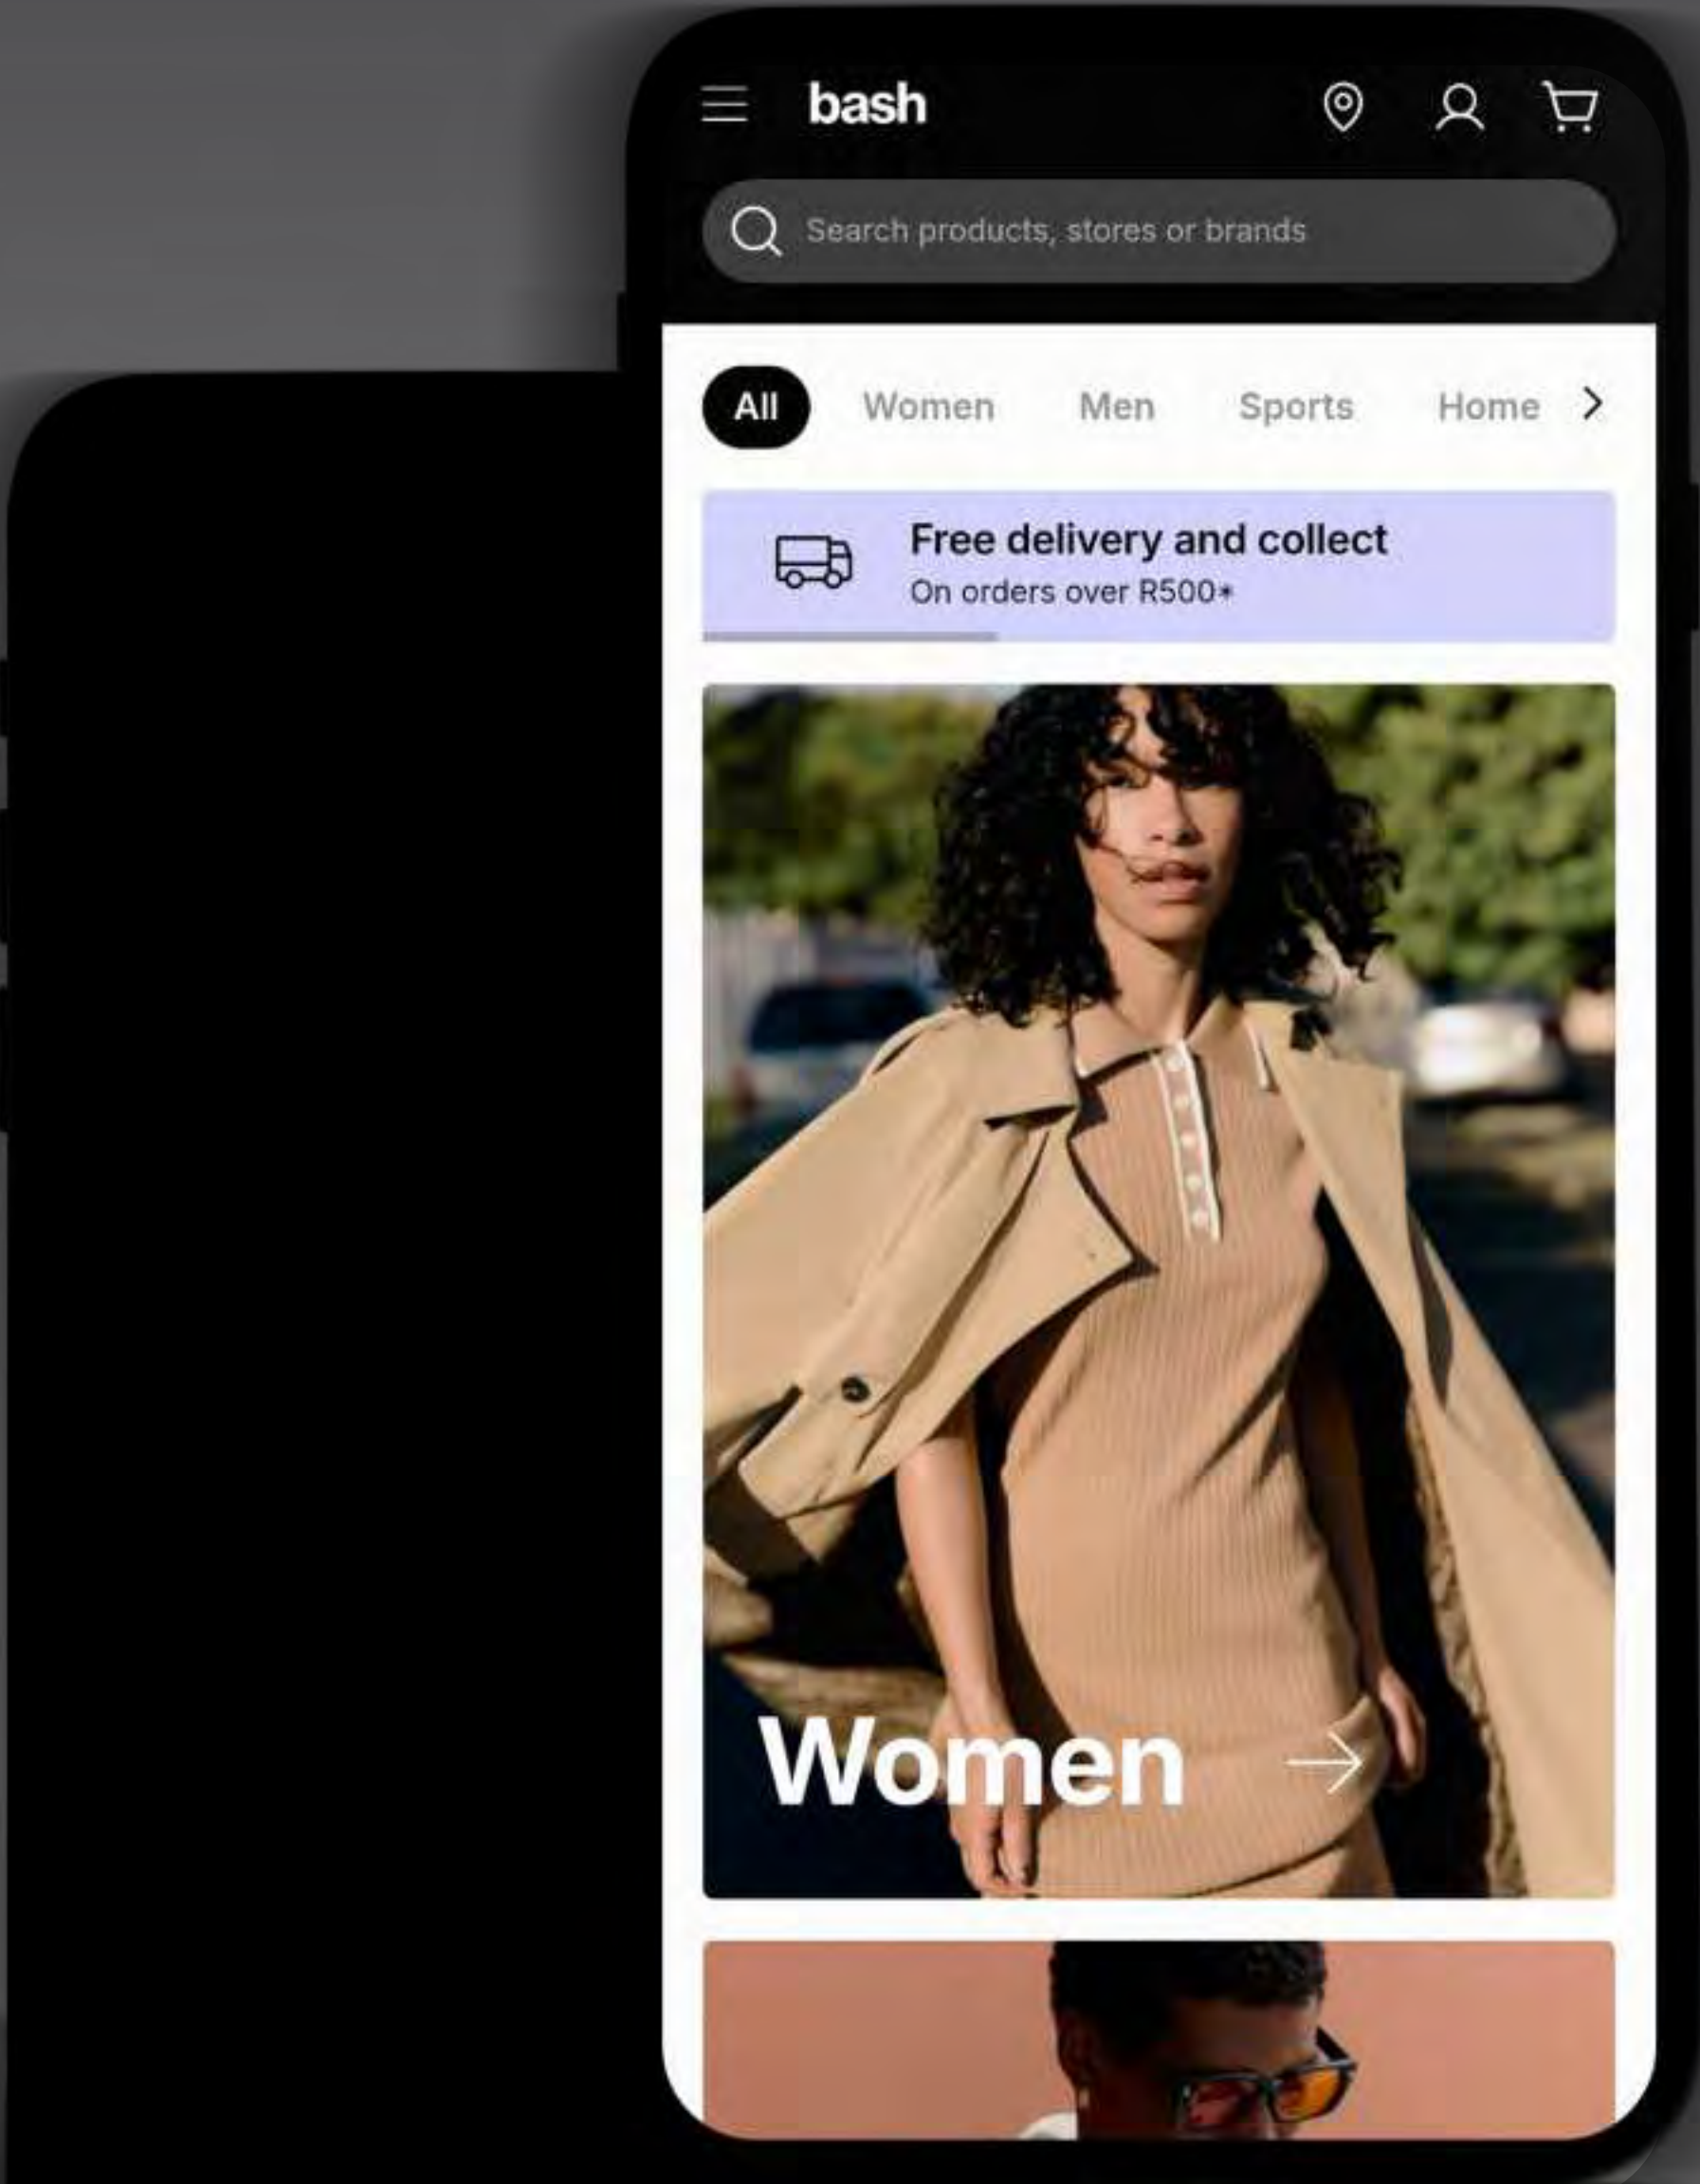 bash
Search products, stores or brands
All Women Men Sports Home
Free delivery and collect
On orders over R500*
Women